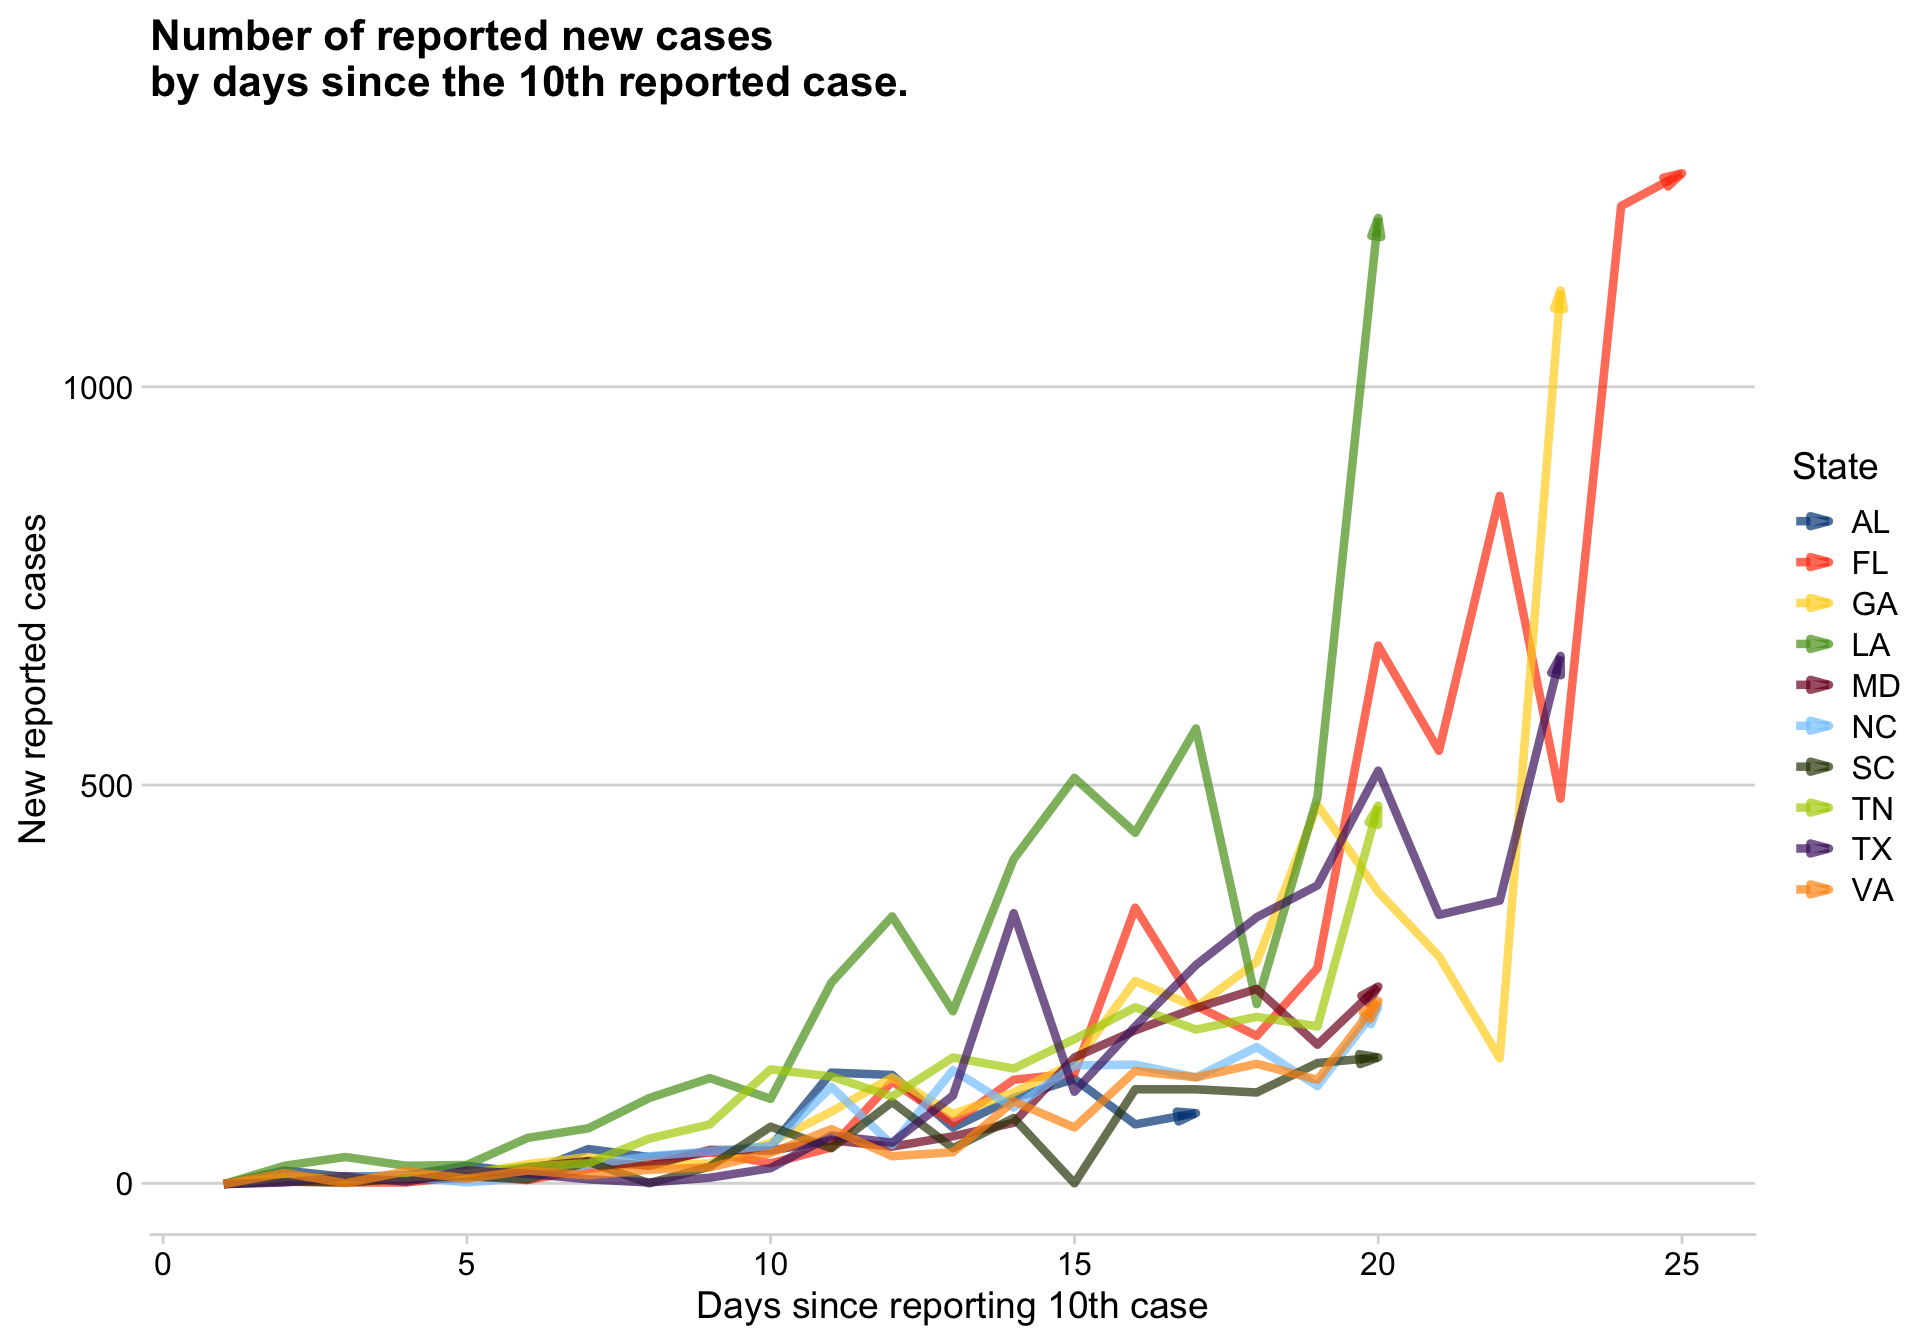 Number of reported new cases
by days since the 10th reported case.
1000
500
0
New reported cases
0 5 10 15 20 25
Days since reporting 10th case
State
AL
FL
GA
LA
MD
NC
SC
TN
TX
VA